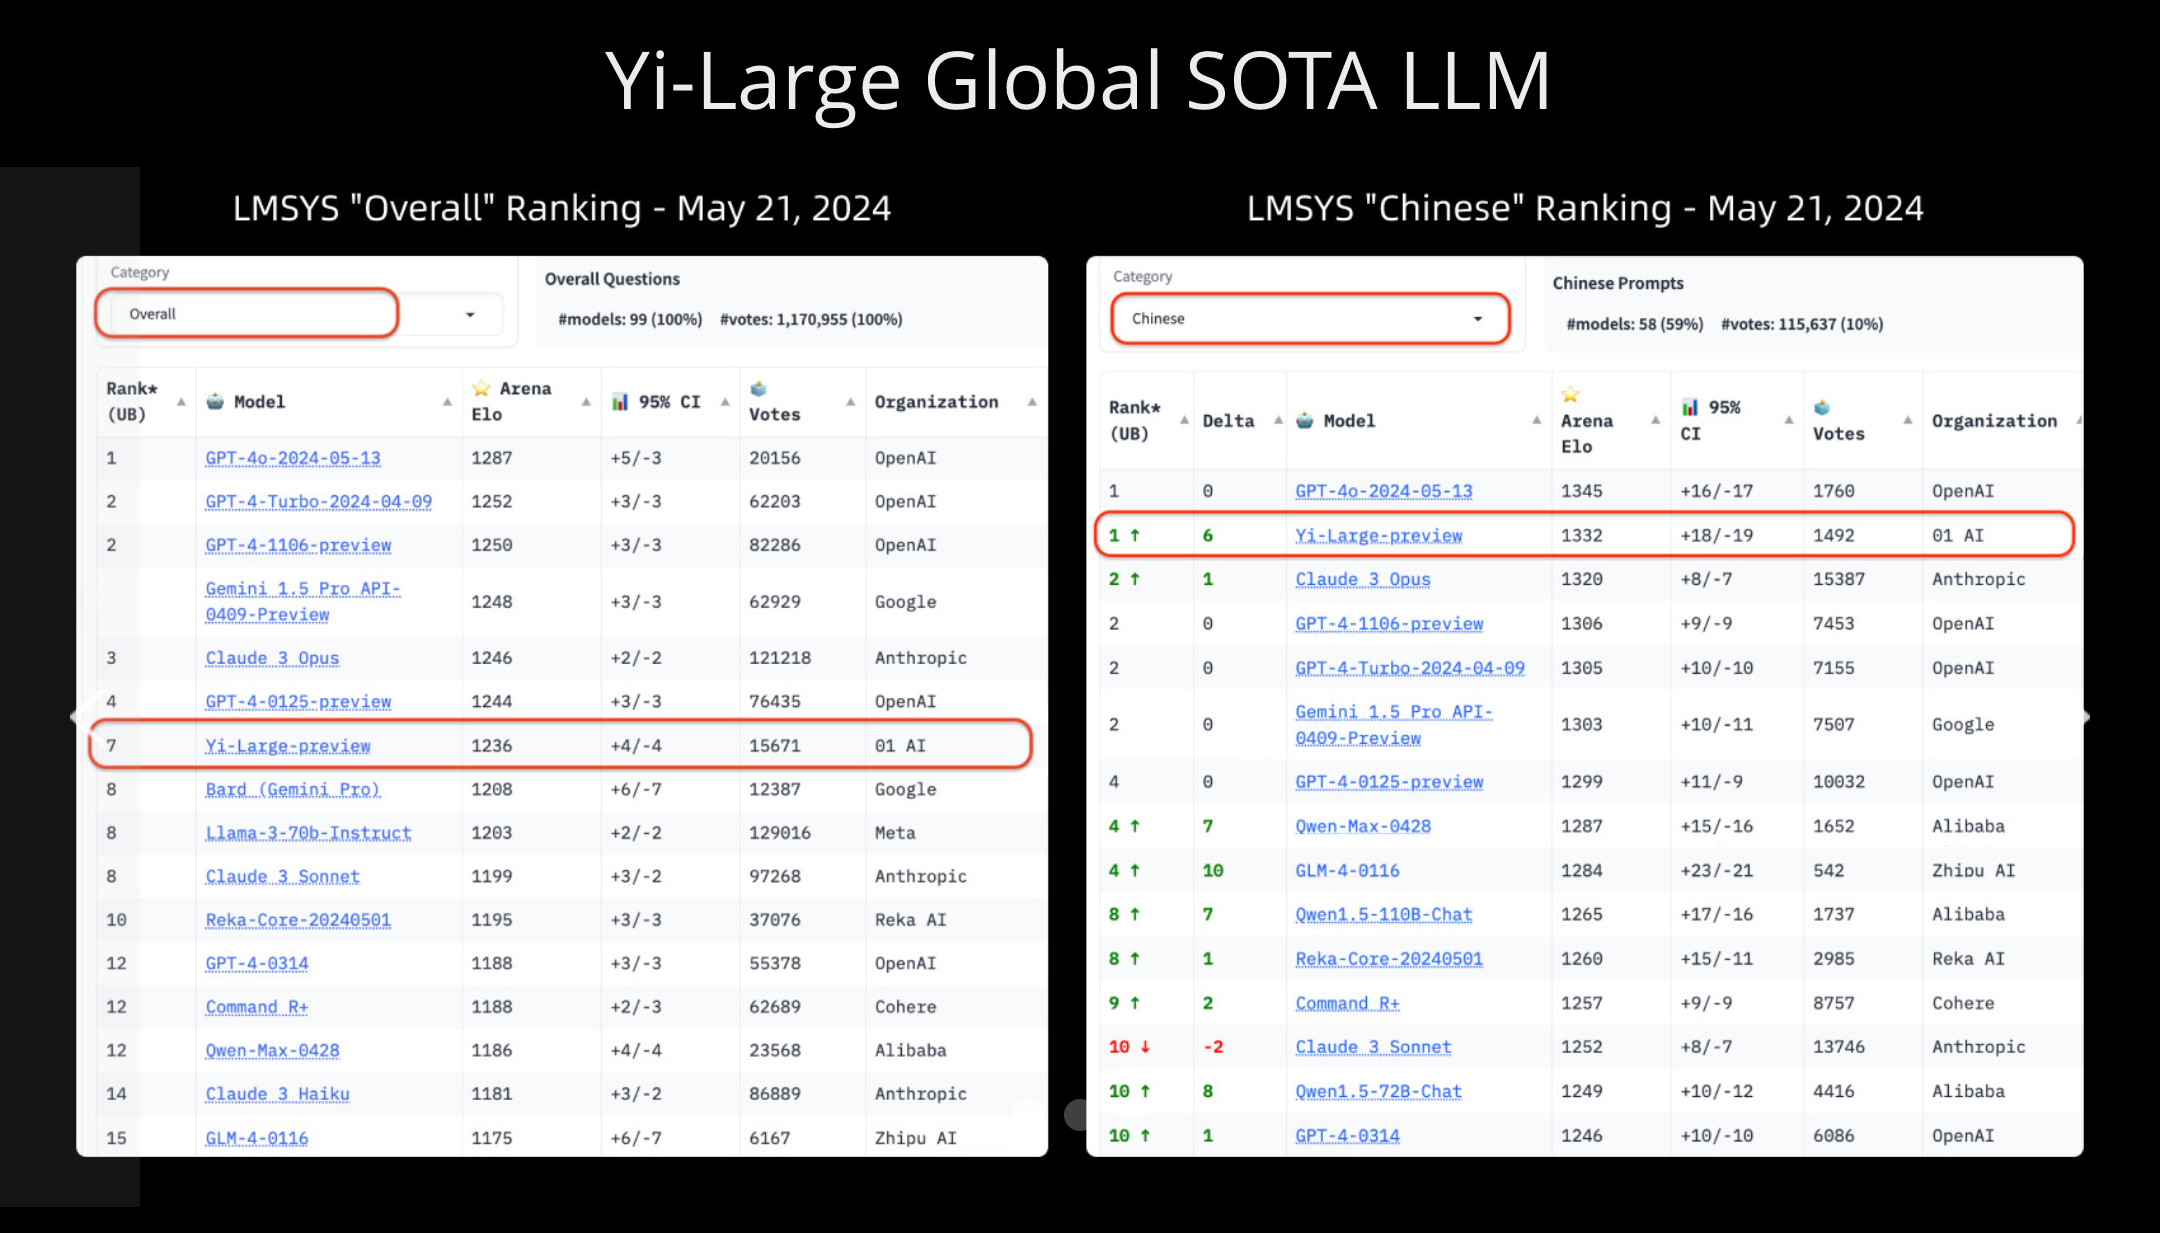 Yi-Large Global SOTA LLM
LMSYS "Overall" Ranking - May 21, 2024
Category
Overall
Overall Questions
#models: 99 (100%) #votes: 1,170,955 (100%)
Rank* (UB) Model Arena Elo 95% CI Votes Organization
1 GPT-4o-2024-05-13 1287 +5/-3 20156 OpenAI
2 GPT-4-Turbo-2024-04-09 1252 +3/-3 62203 OpenAI
2 GPT-4-1106-preview 1250 +3/-3 82286 OpenAI
Gemini 1.5 Pro API-0409-Preview 1248 +3/-3 62929 Google
3 Claude 3 Opus 1246 +2/-2 121218 Anthropic
4 GPT-4-0125-preview 1244 +3/-3 76435 OpenAI
7 Yi-Large-preview 1236 +4/-4 15671 01 AI
8 Bard (Gemini Pro) 1208 +6/-7 12387 Google
8 Llama-3-70b-Instruct 1203 +2/-2 129016 Meta
8 Claude 3 Sonnet 1199 +3/-2 97268 Anthropic
10 Reka-Core-20240501 1195 +3/-3 37076 Reka AI
12 GPT-4-0314 1188 +3/-3 55378 OpenAI
12 Command R+ 1188 +2/-3 62689 Cohere
12 Qwen-Max-0428 1186 +4/-4 23568 Alibaba
14 Claude 3 Haiku 1181 +3/-2 86889 Anthropic
15 GLM-4-0116 1175 +6/-7 6167 Zhipu AI
LMSYS "Chinese" Ranking - May 21, 2024
Category
Chinese
Chinese Prompts
#models: 58 (59%) #votes: 115,637 (10%)
Rank* (UB) Delta Model Arena Elo 95% CI Votes Organization
1 0 GPT-4o-2024-05-13 1345 +16/-17 1760 OpenAI
1 ↑ 6 Yi-Large-preview 1332 +18/-19 1492 01 AI
2 ↑ 1 Claude 3 Opus 1320 +8/-7 15387 Anthropic
2 0 GPT-4-1106-preview 1306 +9/-9 7453 OpenAI
2 0 GPT-4-Turbo-2024-04-09 1305 +10/-10 7155 OpenAI
2 0 Gemini 1.5 Pro API-0409-Preview 1303 +10/-11 7507 Google
4 0 GPT-4-0125-preview 1299 +11/-9 10032 OpenAI
4 ↑ 7 Qwen-Max-0428 1287 +15/-16 1652 Alibaba
4 ↑ 10 GLM-4-0116 1284 +23/-21 542 Zhipu AI
8 ↑ 7 Qwen1.5-110B-Chat 1265 +17/-16 1737 Alibaba
8 ↑ 1 Reka-Core-20240501 1260 +15/-11 2985 Reka AI
9 ↑ 2 Command R+ 1257 +9/-9 8757 Cohere
10 ↓ -2 Claude 3 Sonnet 1252 +8/-7 13746 Anthropic
10 ↑ 8 Qwen1.5-72B-Chat 1249 +10/-12 4416 Alibaba
10 ↑ 1 GPT-4-0314 1246 +10/-10 6086 OpenAI